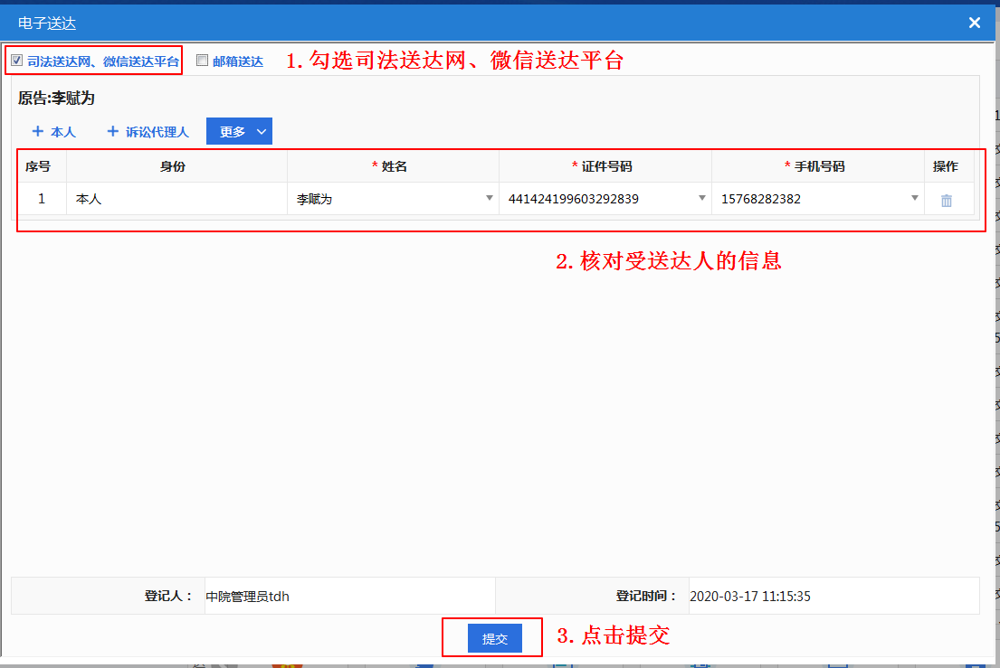 电子送达
司法送达网、微信送达平台 邮箱送达 1.勾选司法送达网、微信送达平台
原告:李赋为
+ 本人 + 诉讼代理人 更多
序号 身份 * 姓名 * 证件号码 * 手机号码 操作
1 本人 李赋为 441424199603292839 15768282382
2.核对受送达人的信息
登记人： 中院管理员tdh 登记时间： 2020-03-17 11:15:35
提交 3.点击提交